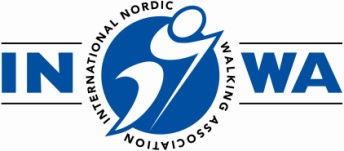 IN WA
INTERNATIONAL NORDIC
WALKING ASSOCIATION